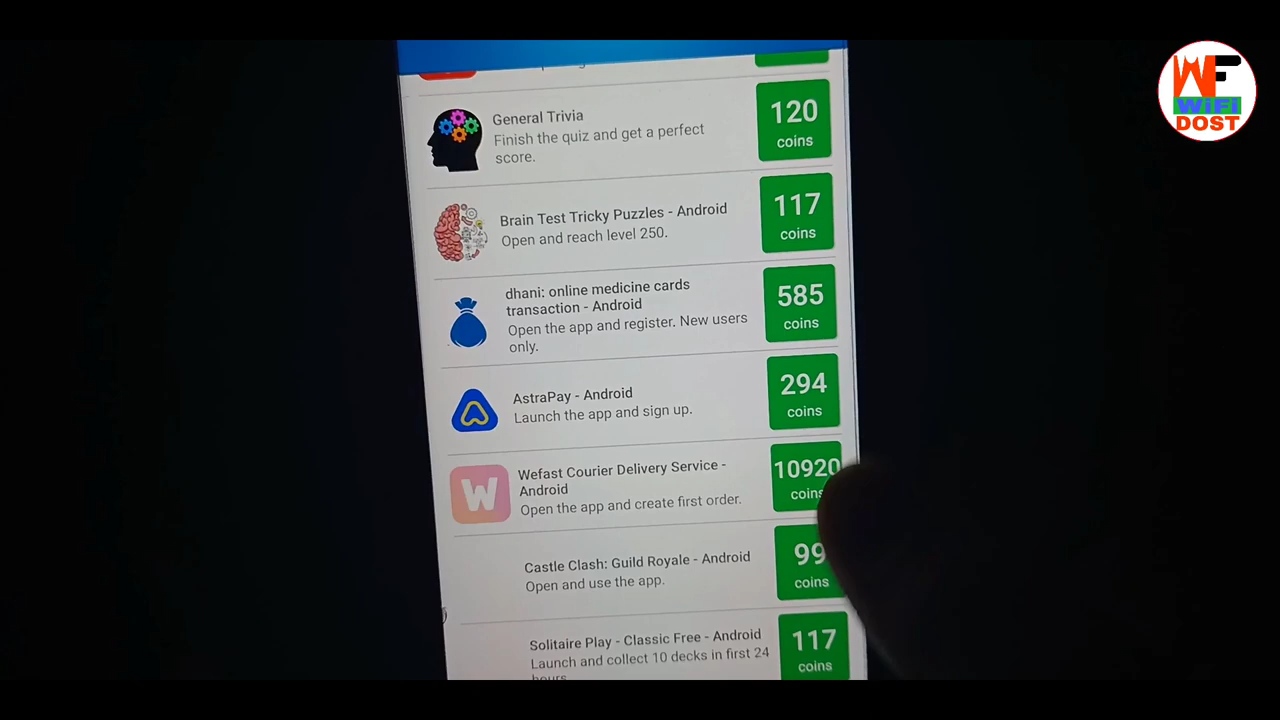 WF
WiFi
DOST
General Trivia
Finish the quiz and get a perfect
score.
120
coins
Brain Test Tricky Puzzles - Android
Open and reach level 250.
117
coins
dhani: online medicine cards
transaction - Android
Open the app and register. New users
only.
585
coins
AstraPay - Android
Launch the app and sign up.
294
coins
W
Wefast Courier Delivery Service -
Android
Open the app and create first order.
10920
coins
Castle Clash: Guild Royale - Android
Open and use the app.
99
coins
Solitaire Play - Classic Free - Android
Launch and collect 10 decks in first 24
hours
117
coins